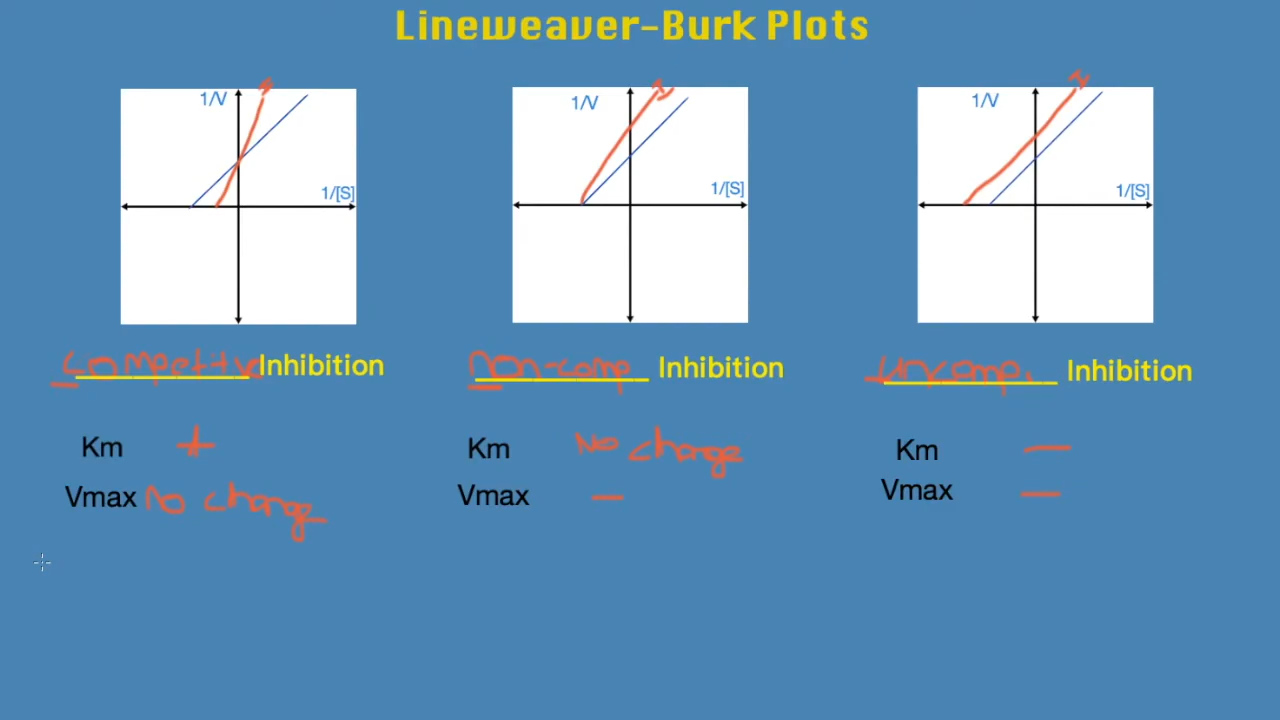 Lineweaver-Burk Plots
1/V
1/[S]
I
Competitive Inhibition
Km +
Vmax No change
1/V
1/[S]
I
Non-comp Inhibition
Km No change
Vmax –
1/V
1/[S]
I
Uncomp. Inhibition
Km –
Vmax –